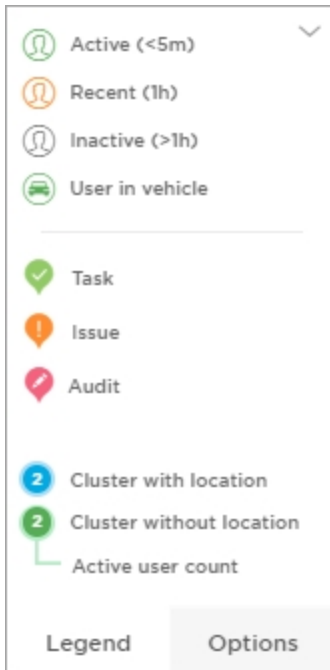 Active (<5m)
Recent (1h)
Inactive (>1h)
User in vehicle
Task
Issue
Audit
2 Cluster with location
2 Cluster without location
Active user count
Legend Options